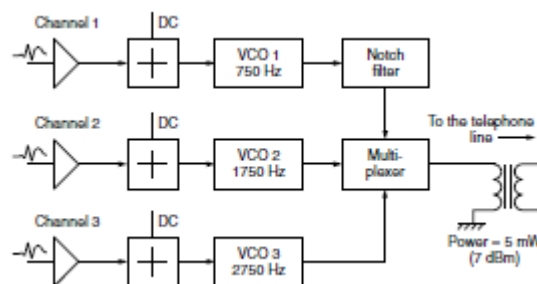 Channel 1
DC
VCO 1
750 Hz
Notch
filter
Channel 2
DC
VCO 2
1750 Hz
Multi-
plexer
To the telephone
line
Channel 3
DC
VCO 3
2750 Hz
Power = 5 mW
(7 dBm)